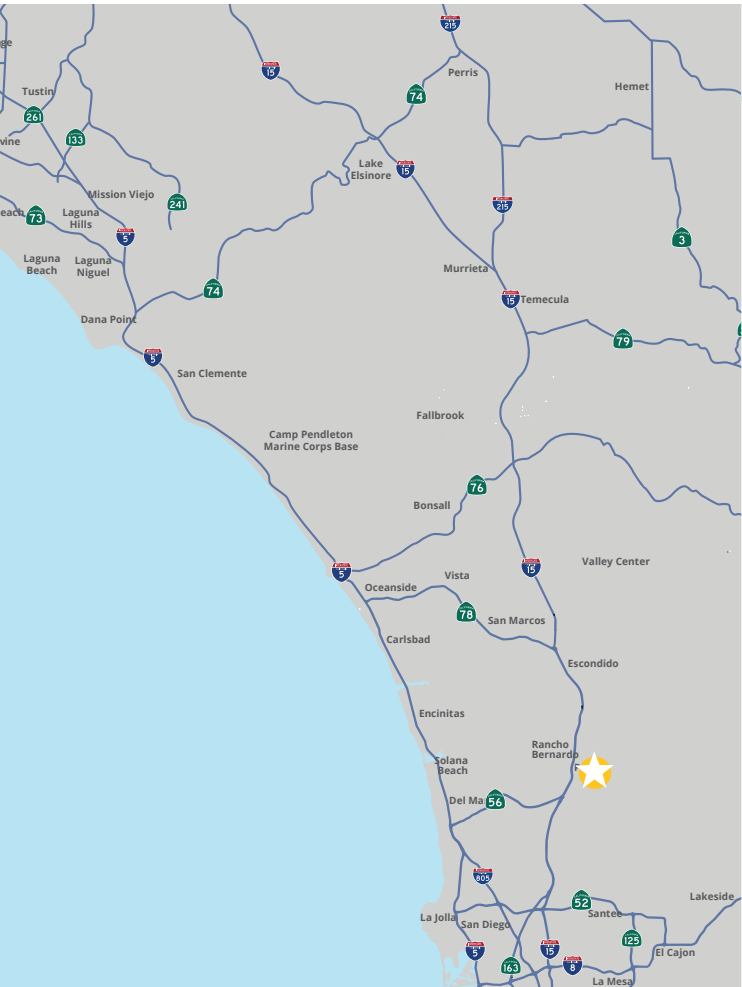 215
15
Perris
Hemet
Tustin
74
261
133
Lake
Elsinore
15
Mission Viejo
241
215
73
Laguna
Hills
5
3
Laguna
Beach
Laguna
Niguel
Murrieta
74
15
Temecula
Dana Point
79
5
San Clemente
Fallbrook
Camp Pendleton
Marine Corps Base
76
Bonsall
5
15
Valley Center
Vista
Oceanside
78
San Marcos
Carlsbad
Escondido
Encinitas
Rancho
Bernardo
Solana
Beach
56
805
52
Lakeside
Santee
La Jolla
San Diego
125
5
15
El Cajon
163
8
La Mesa